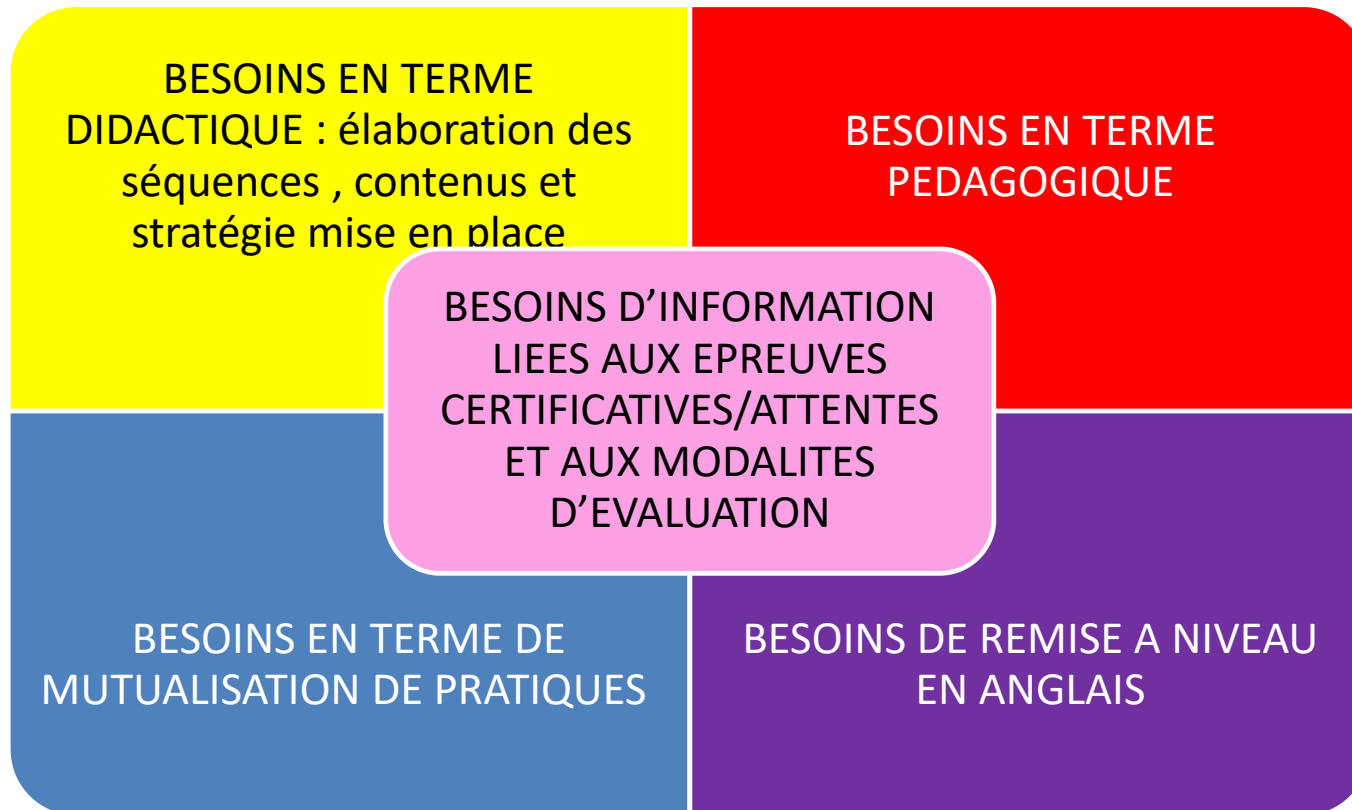 BESOINS EN TERME
DIDACTIQUE : élaboration des
séquences , contenus et
stratégie mise en place
BESOINS EN TERME
PEDAGOGIQUE
BESOINS D’INFORMATION
LIEES AUX EPREUVES
CERTIFICATIVES/ATTENTES
ET AUX MODALITES
D’EVALUATION
BESOINS EN TERME DE
MUTUALISATION DE PRATIQUES
BESOINS DE REMISE A NIVEAU
EN ANGLAIS